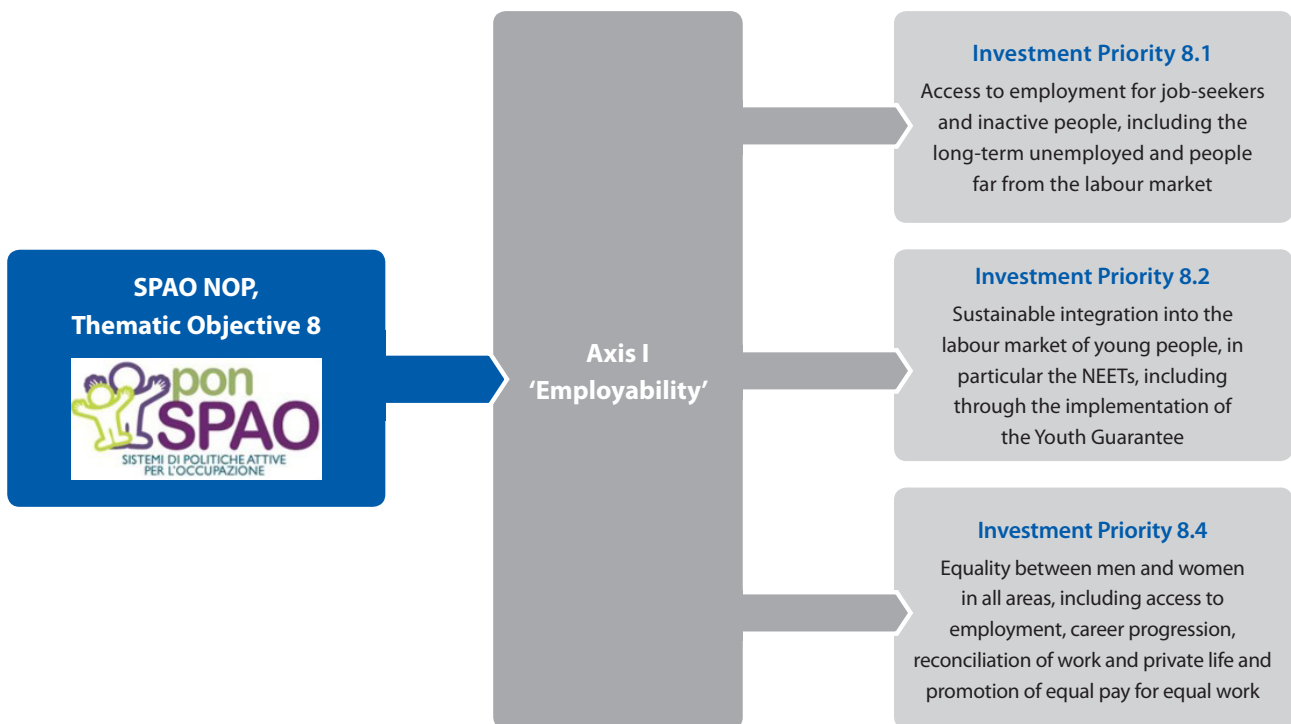 SPAO NOP,
Thematic Objective 8
pon
SPAO
SISTEMI DI POLITICHE ATTIVE
PER L'OCCUPAZIONE
Axis I
‘Employability’
Investment Priority 8.1
Access to employment for job-seekers
and inactive people, including the
long-term unemployed and people
far from the labour market
Investment Priority 8.2
Sustainable integration into the
labour market of young people, in
particular the NEETs, including
through the implementation of
the Youth Guarantee
Investment Priority 8.4
Equality between men and women
in all areas, including access to
employment, career progression,
reconciliation of work and private life and
promotion of equal pay for equal work